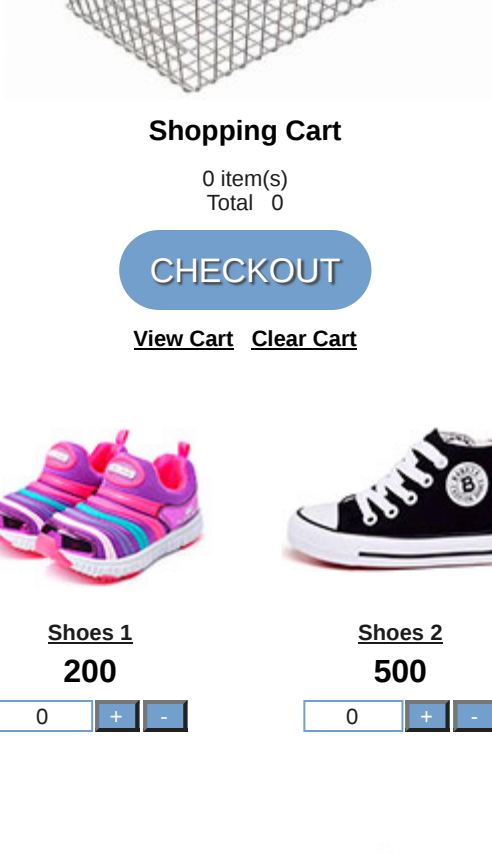 Shopping Cart
0 item(s)
Total 0
CHECKOUT
View Cart Clear Cart
B
Shoes 1 Shoes 2
200 500
0 + - 0 + -